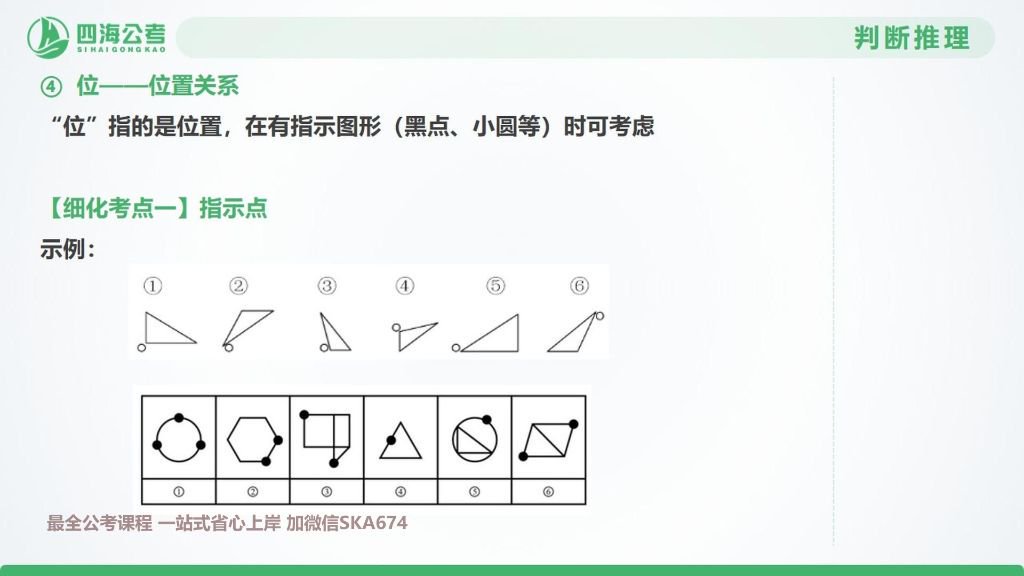 四海公考
SIHAIGONGKAO
判断推理
④ 位——位置关系
“位”指的是位置，在有指示图形（黑点、小圆等）时可考虑
【细化考点一】指示点
示例：
① ② ③ ④ ⑤ ⑥
① ② ③ ④ ⑤ ⑥
最全公考课程 一站式省心上岸 加微信SKA674